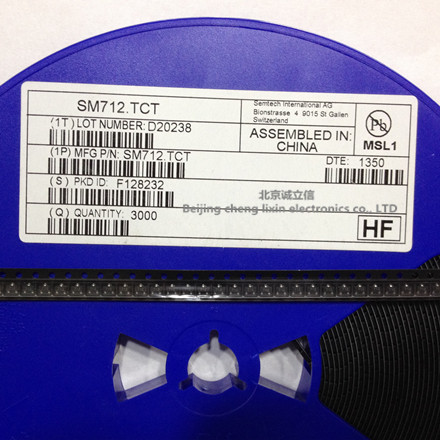 SM712.TCT
(1T) LOT NUMBER: D20238
(1P) MFG P/N: SM712.TCT
(S) PKD ID: F128232
(Q) QUANTITY: 3000
Semtech International AG
Bionstrasse 4 9015 St Gallen
Switzerland
ASSEMBLED IN:
CHINA
Pb
MSL1
DTE: 1350
北京诚立信
Beijing cheng lixin electronics co., LTD
HF